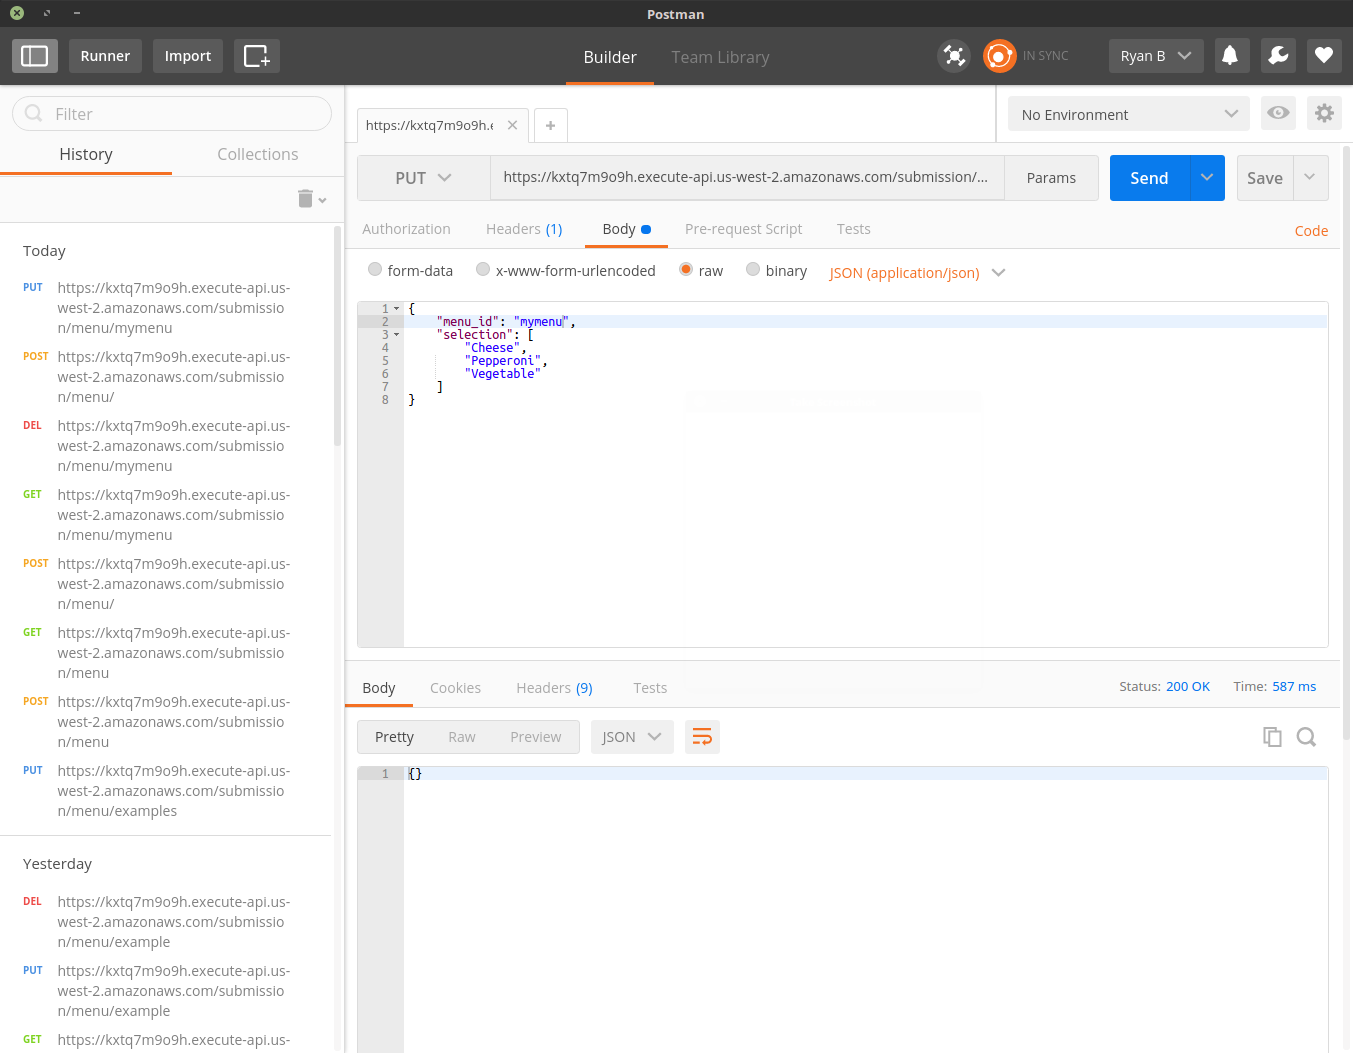 Postman
Runner
Import
Builder
Team Library
IN SYNC
Ryan B
Filter
History
Collections
https://kxtq7m9o9h.e
No Environment
PUT
https://kxtq7m9o9h.execute-api.us-west-2.amazonaws.com/submission/...
Params
Send
Save
Authorization
Headers (1)
Body
Pre-request Script
Tests
Code
form-data
x-www-form-urlencoded
raw
binary
JSON (application/json)
1 {
2 "menu_id": "mymenu",
3 "selection": [
4 "Cheese",
5 "Pepperoni",
6 "Vegetable"
7 ]
8 }
Today
PUT https://kxtq7m9o9h.execute-api.us-
west-2.amazonaws.com/submissio
n/menu/mymenu
POST https://kxtq7m9o9h.execute-api.us-
west-2.amazonaws.com/submissio
n/menu/
DEL https://kxtq7m9o9h.execute-api.us-
west-2.amazonaws.com/submissio
n/menu/mymenu
GET https://kxtq7m9o9h.execute-api.us-
west-2.amazonaws.com/submissio
n/menu/mymenu
POST https://kxtq7m9o9h.execute-api.us-
west-2.amazonaws.com/submissio
n/menu/
GET https://kxtq7m9o9h.execute-api.us-
west-2.amazonaws.com/submissio
n/menu
POST https://kxtq7m9o9h.execute-api.us-
west-2.amazonaws.com/submissio
n/menu
PUT https://kxtq7m9o9h.execute-api.us-
west-2.amazonaws.com/submissio
n/menu/examples
Yesterday
DEL https://kxtq7m9o9h.execute-api.us-
west-2.amazonaws.com/submissio
n/menu/example
PUT https://kxtq7m9o9h.execute-api.us-
west-2.amazonaws.com/submissio
n/menu/example
GET https://kxtq7m9o9h.execute-api.us-
Body
Cookies
Headers (9)
Tests
Status: 200 OK
Time: 587 ms
Pretty
Raw
Preview
JSON
1 {}